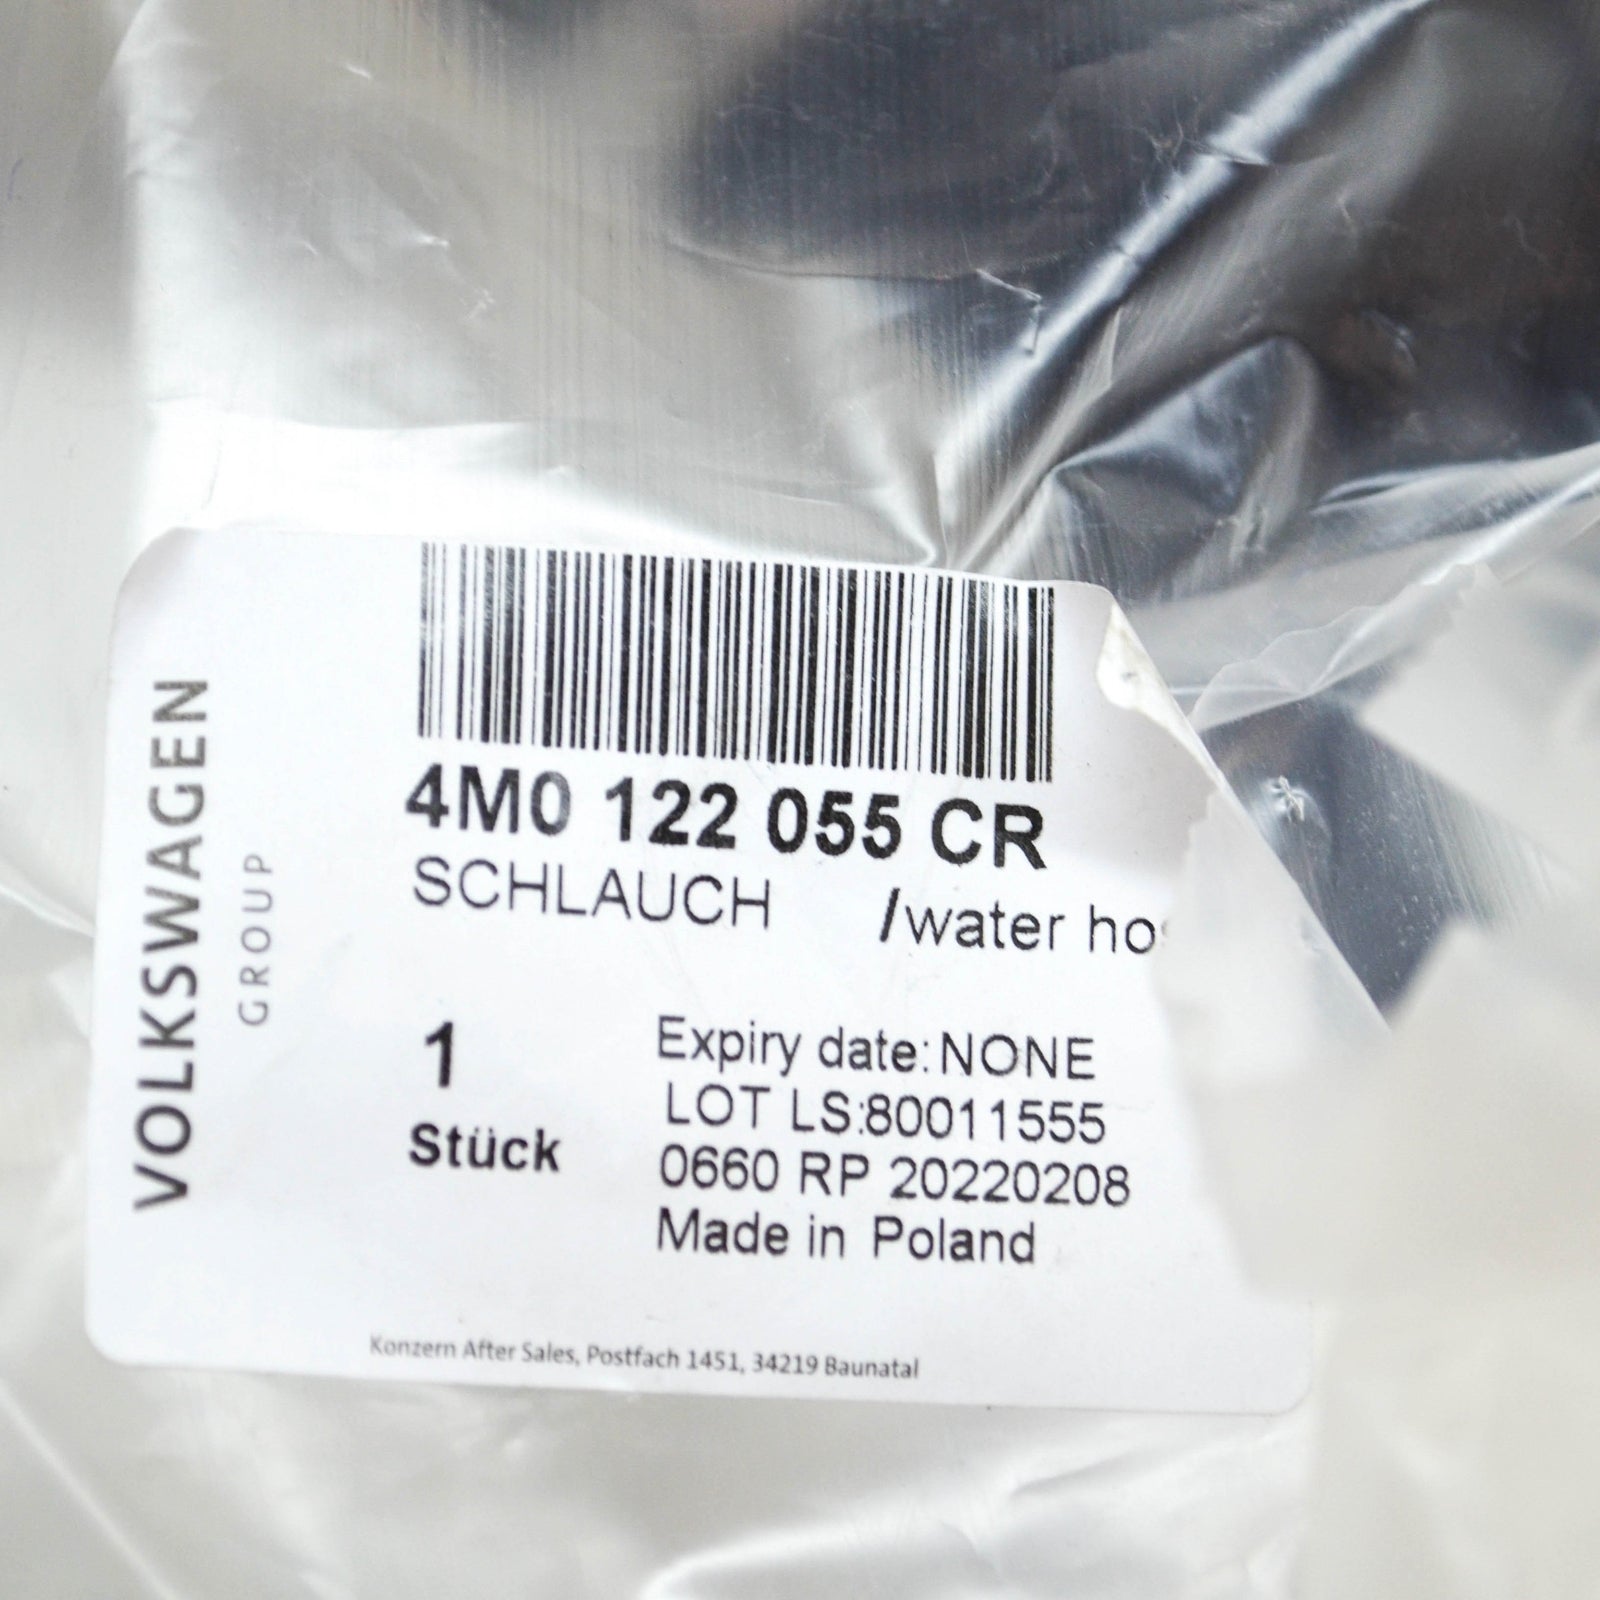 VOLKSWAGEN
GROUP
4M0 122 055 CR
SCHLAUCH /water
1
Stück
Expiry date:NONE
LOT LS:80011555
0660 RP 20220208
Made in Poland
Konzern After Sales, Postfach 1451, 34219 Baunatal